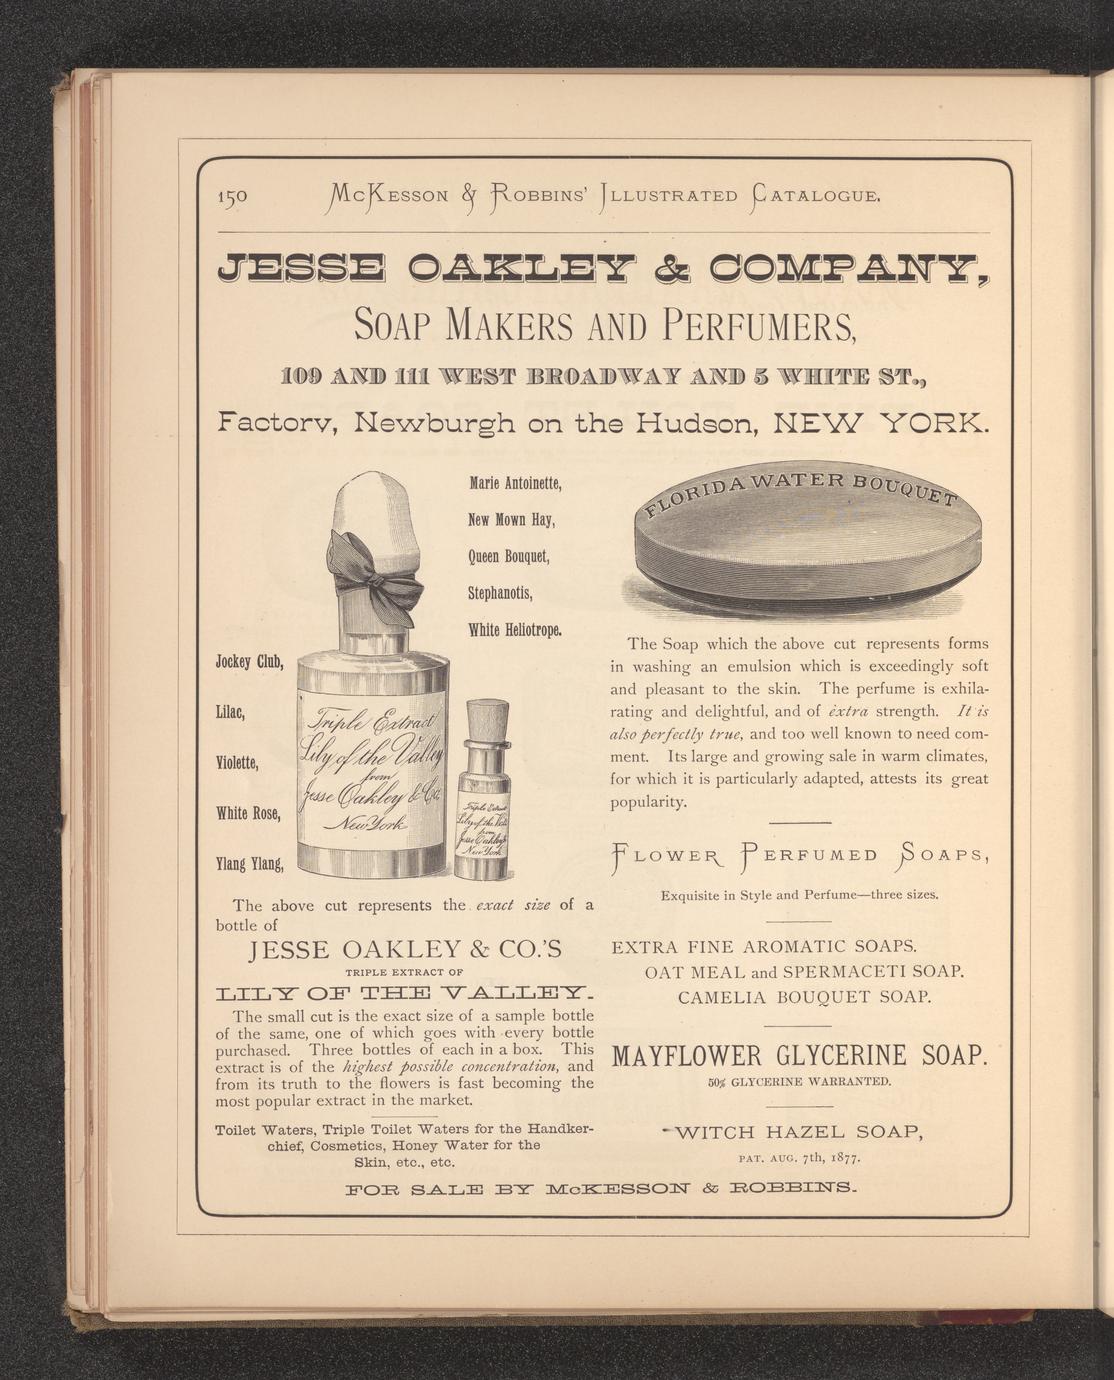 150
McKesson & Robbins' Illustrated Catalogue.
JESSE OAKLEY & COMPANY,
Soap Makers and Perfumers,
109 AND 111 WEST BROADWAY AND 5 WHITE ST.,
Factory, Newburgh on the Hudson, NEW YORK.
Marie Antoinette,
New Mown Hay,
Queen Bouquet,
Stephanotis,
White Heliotrope.
Jockey Club,
Lilac,
Violette,
White Rose,
Ylang Ylang,
Triple Extract
Lily of the Valley
from
Jesse Oakley & Co.
New York
Triple Extract
Lily of the Vall
from
Jesse Oakley &
New York
The above cut represents the exact size of a
bottle of
JESSE OAKLEY & CO.'S
TRIPLE EXTRACT OF
LILY OF THE VALLEY.
The small cut is the exact size of a sample bottle
of the same, one of which goes with every bottle
purchased. Three bottles of each in a box. This
extract is of the highest possible concentration, and
from its truth to the flowers is fast becoming the
most popular extract in the market.
Toilet Waters, Triple Toilet Waters for the Handker-
chief, Cosmetics, Honey Water for the
Skin, etc., etc.
FLORIDA WATER BOUQUET
The Soap which the above cut represents forms
in washing an emulsion which is exceedingly soft
and pleasant to the skin. The perfume is exhila-
rating and delightful, and of extra strength. It is
also perfectly true, and too well known to need com-
ment. Its large and growing sale in warm climates,
for which it is particularly adapted, attests its great
popularity.
Flower Perfumed Soaps,
Exquisite in Style and Perfume—three sizes.
EXTRA FINE AROMATIC SOAPS.
OAT MEAL and SPERMACETI SOAP.
CAMELIA BOUQUET SOAP.
MAYFLOWER GLYCERINE SOAP.
50% GLYCERINE WARRANTED.
WITCH HAZEL SOAP,
PAT. AUG. 7th, 1877.
FOR SALE BY McKESSON & ROBBINS.